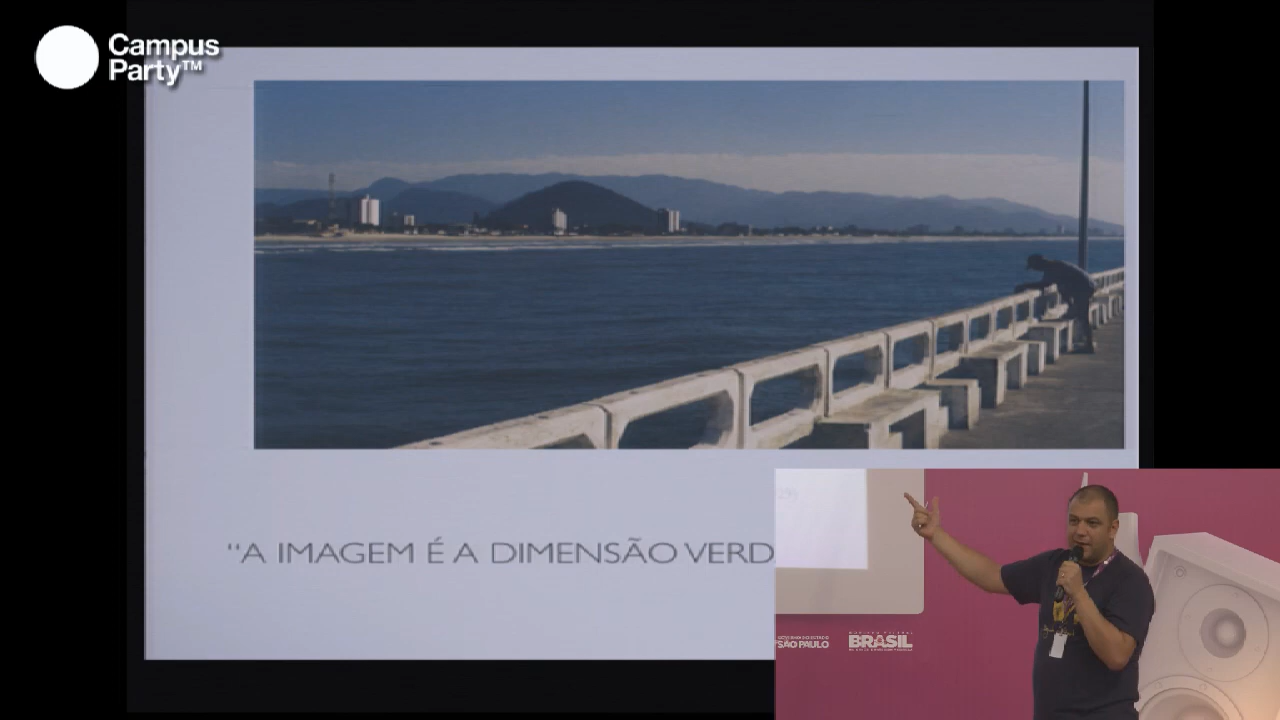 Campus
Party™
"A IMAGEM É A DIMENSÃO VERD
SÃO PAULO
BRASIL